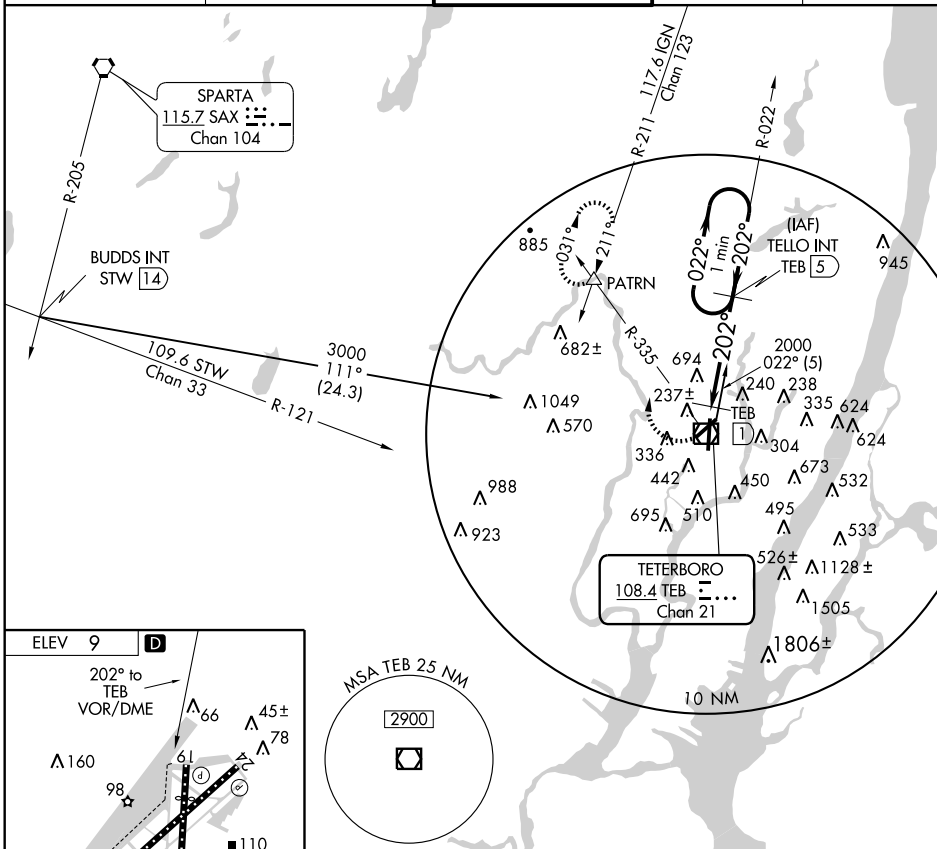 SPARTA
115.7 SAX
Chan 104
R-205
BUDDS INT
STW 14
109.6 STW
Chan 33
R-121
3000
111°
(24.3)
117.6 IGN
Chan 123
R-211
R-022
885
031°
211°
PATRN
022°
1 min
202°
(IAF)
TELLO INT
TEB 5
945
682±
R-335
202°
2000
022° (5)
694
237±
240
238
TEB
1
335
624
624
304
336
1049
570
442
450
673
532
988
923
695
510
495
533
526±
1128±
1505
1806±
TETERBORO
108.4 TEB
Chan 21
10 NM
MSA TEB 25 NM
2900
ELEV 9 D
202° to
TEB
VOR/DME
66
45±
78
160
98
19
24
P
P
110